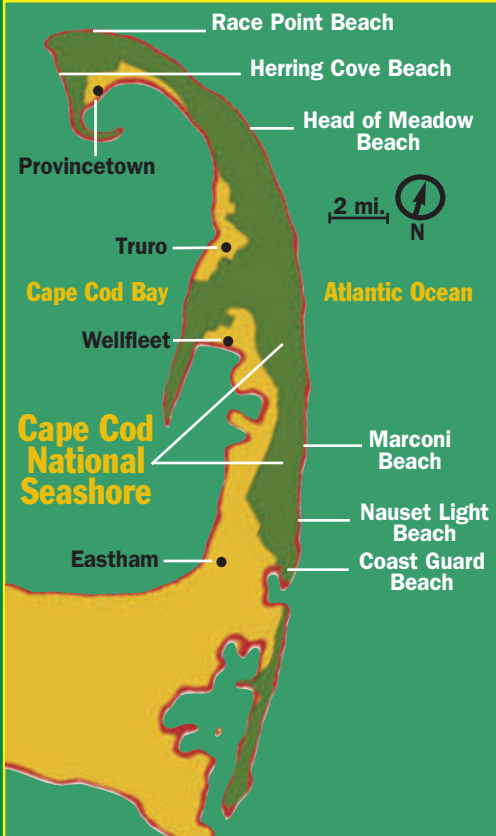 Race Point Beach
Herring Cove Beach
Head of Meadow
Beach
Provincetown
2 mi.
N
Truro
Cape Cod Bay
Atlantic Ocean
Wellfleet
Cape Cod
National
Seashore
Marconi
Beach
Nauset Light
Beach
Eastham
Coast Guard
Beach